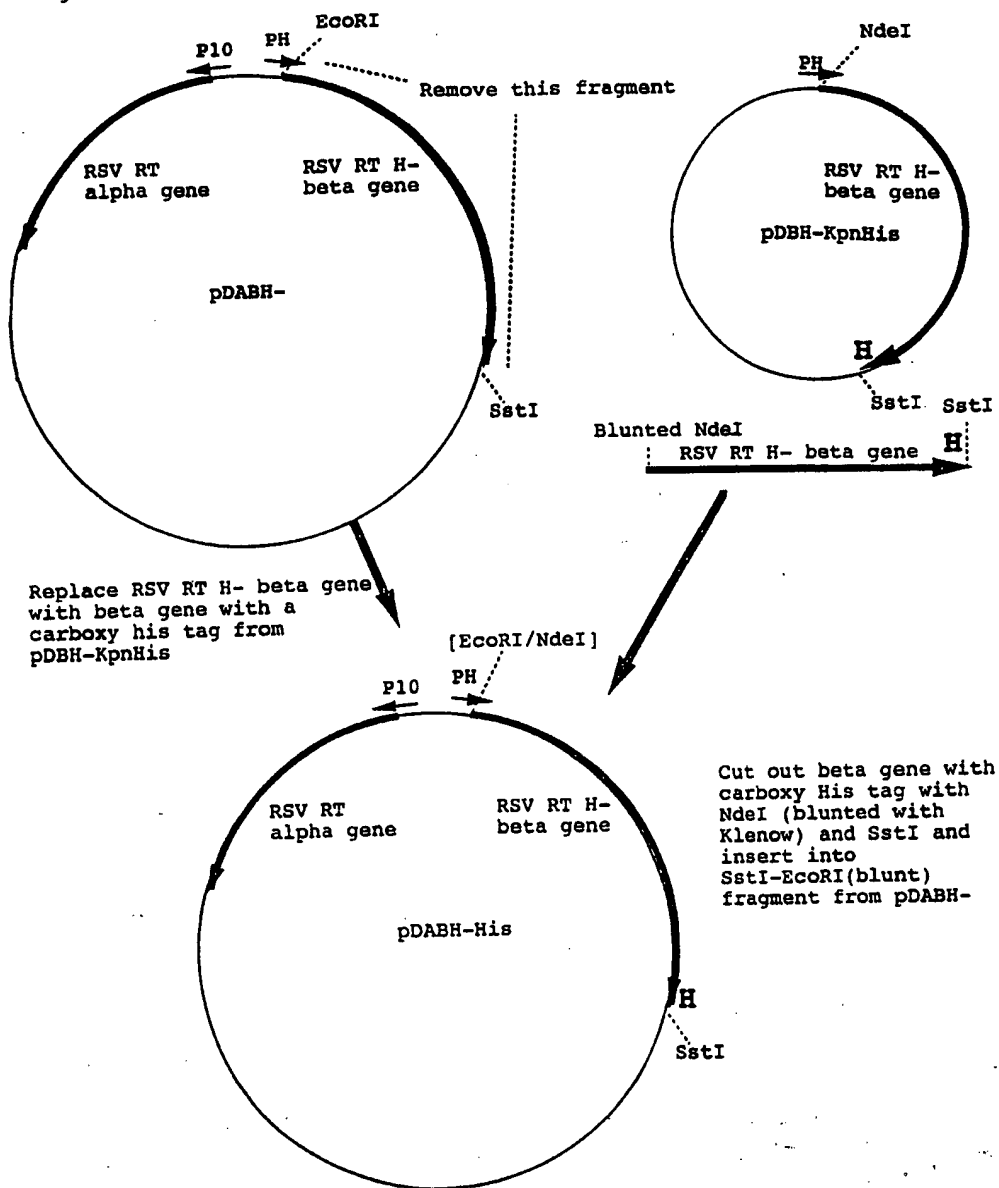 EcoRI
P10
PH
Remove this fragment
RSV RT
alpha gene
RSV RT H-
beta gene
pDABH-
SstI
NdeI
PH
RSV RT H-
beta gene
pDBH-KpnHis
H
SstI
SstI
Blunted NdeI
RSV RT H- beta gene
H
Replace RSV RT H- beta gene
with beta gene with a
carboxy his tag from
pDBH-KpnHis
[EcoRI/NdeI]
P10
PH
RSV RT
alpha gene
RSV RT H-
beta gene
pDABH-His
H
SstI
Cut out beta gene with
carboxy His tag with
NdeI (blunted with
Klenow) and SstI and
insert into
SstI-EcoRI(blunt)
fragment from pDABH-